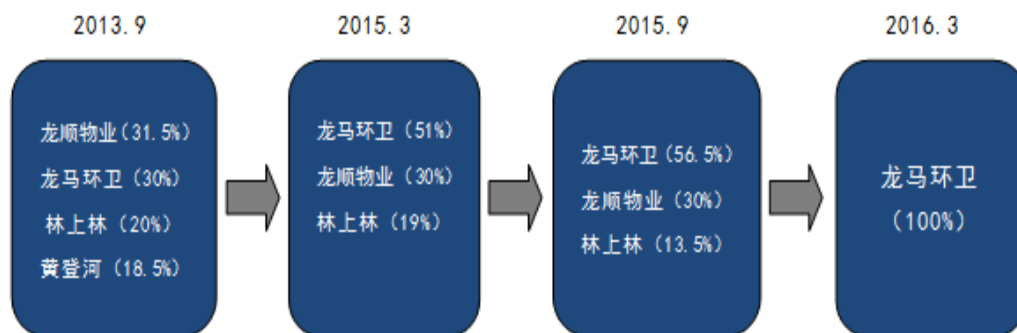 2013.9
2015.3
2015.9
2016.3
龙顺物业(31.5%)
龙马环卫(30%)
林上林(20%)
黄登河(18.5%)
龙马环卫(51%)
龙顺物业(30%)
林上林(19%)
龙马环卫(56.5%)
龙顺物业(30%)
林上林(13.5%)
龙马环卫
(100%)